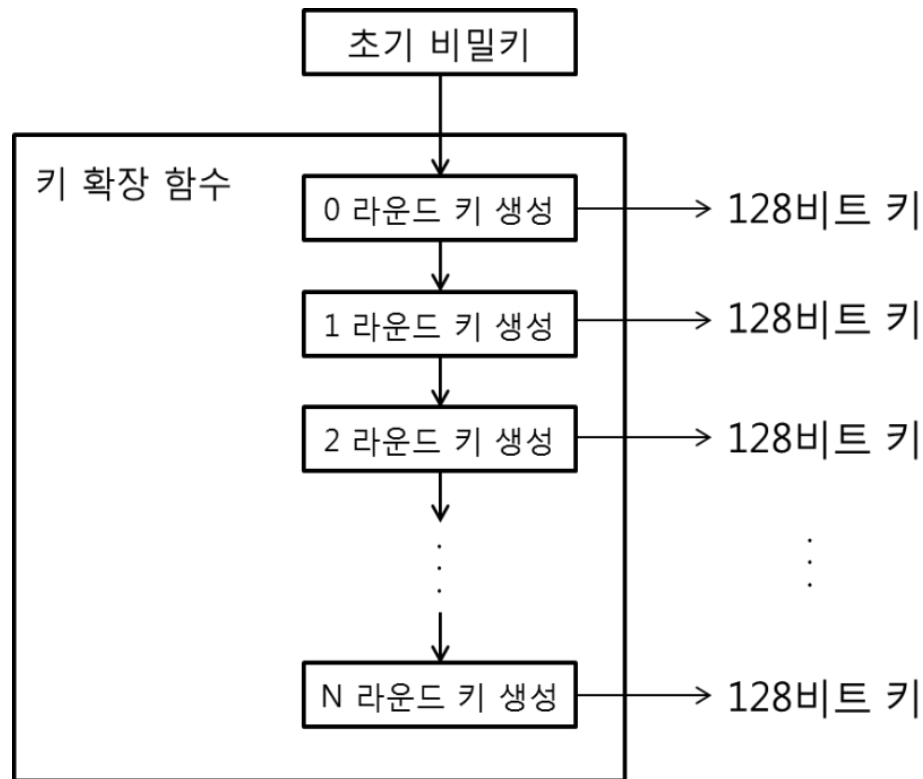 초기 비밀키
키 확장 함수
0 라운드 키 생성
128비트 키
1 라운드 키 생성
128비트 키
2 라운드 키 생성
128비트 키
N 라운드 키 생성
128비트 키